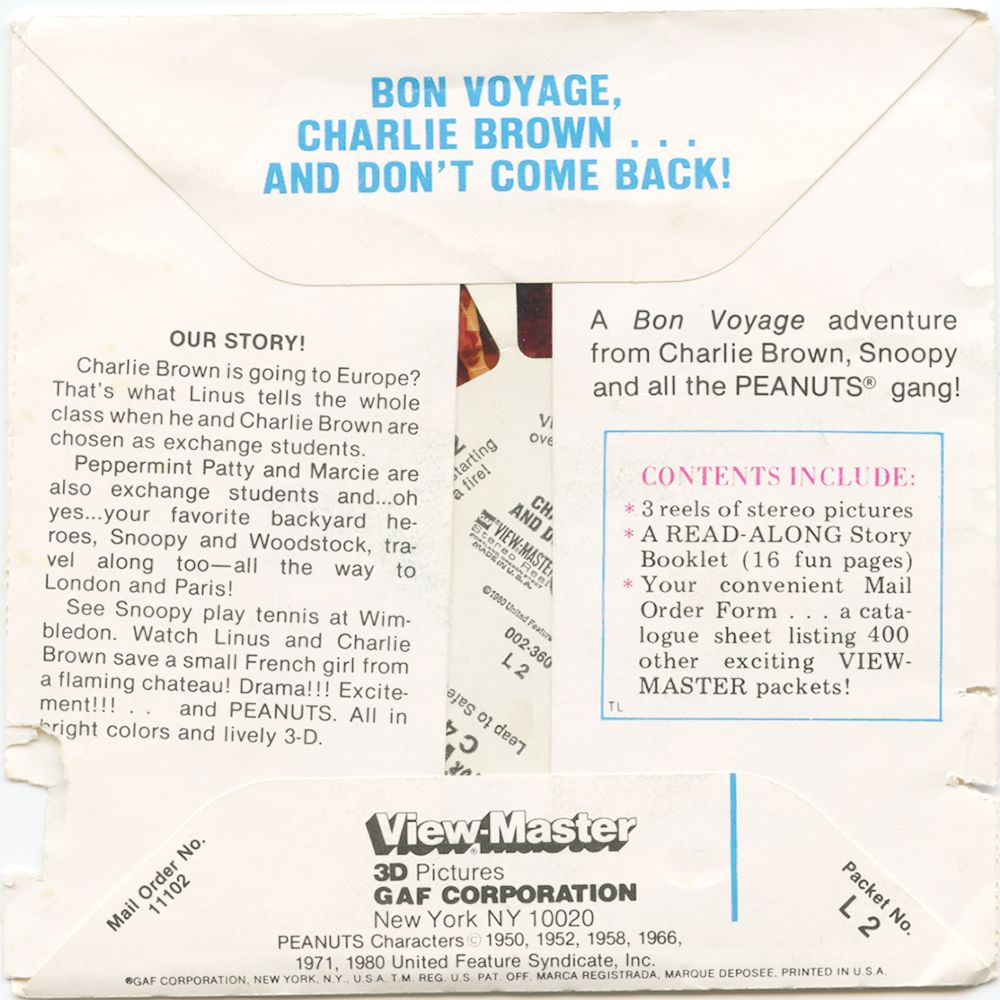 BON VOYAGE,
CHARLIE BROWN . . .
AND DON'T COME BACK!
OUR STORY!
Charlie Brown is going to Europe?
That's what Linus tells the whole
class when he and Charlie Brown are
chosen as exchange students.
Peppermint Patty and Marcie are
also exchange students and...oh
yes...your favorite backyard he-
roes, Snoopy and Woodstock, tra-
vel along too—all the way to
London and Paris!
See Snoopy play tennis at Wim-
bledon. Watch Linus and Charlie
Brown save a small French girl from
a flaming chateau! Drama!!! Excite-
ment!!! . . and PEANUTS. All in
bright colors and lively 3-D.
starting
a fire!
AND D
VIEW-MASTER
Stereo Reel
MADE IN U.S.A.
©1980 United Feature
002-360
L 2
Leap to Safe
C 4
A Bon Voyage adventure
from Charlie Brown, Snoopy
and all the PEANUTS® gang!
CONTENTS INCLUDE:
* 3 reels of stereo pictures
* A READ-ALONG Story
Booklet (16 fun pages)
* Your convenient Mail
Order Form . . . a cata-
logue sheet listing 400
other exciting VIEW-
MASTER packets!
TL
Mail Order No.
11102
View-Master
3D Pictures
GAF CORPORATION
New York NY 10020
PEANUTS Characters © 1950, 1952, 1958, 1966,
1971, 1980 United Feature Syndicate, Inc.
®GAF CORPORATION, NEW YORK, N.Y., U.S.A. T.M. REG. U.S. PAT. OFF. MARCA REGISTRADA, MARQUE DEPOSEE, PRINTED IN U.S.A.
Packet No.
L 2